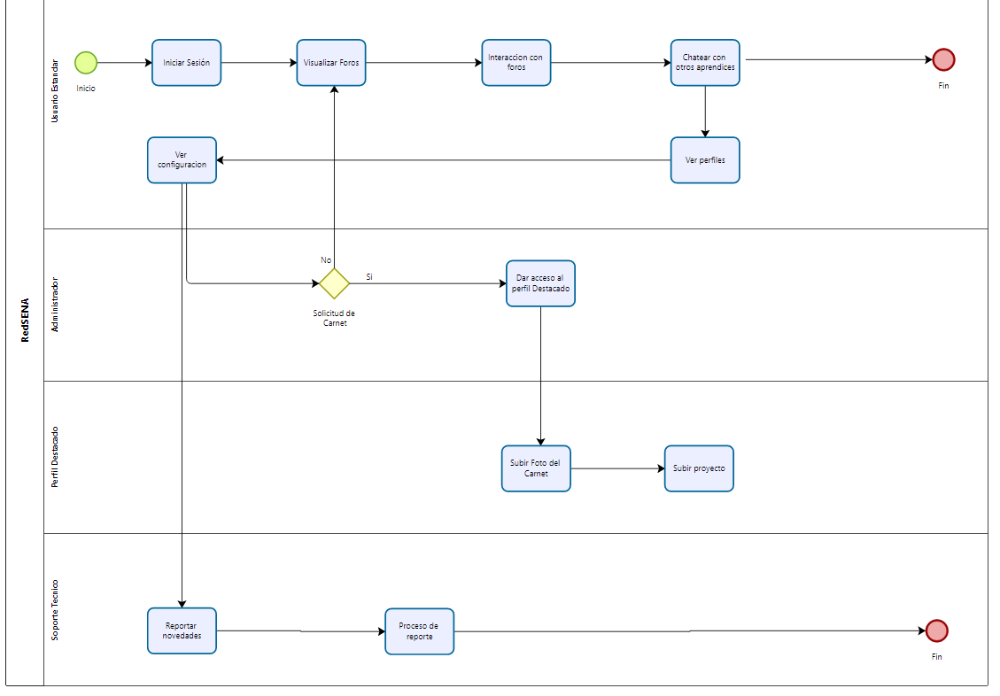 RedSENA
Usuario Estandar
Inicio
Iniciar Sesión
Visualizar Foros
Interaccion con
foros
Chatear con
otros aprendices
Fin
Ver
configuracion
Ver perfiles
Administrador
No
Si
Solicitud de
Carnet
Dar acceso al
perfil Destacado
Perfil Destacado
Subir Foto del
Carnet
Subir proyecto
Soporte Tecnico
Reportar
novedades
Proceso de
reporte
Fin